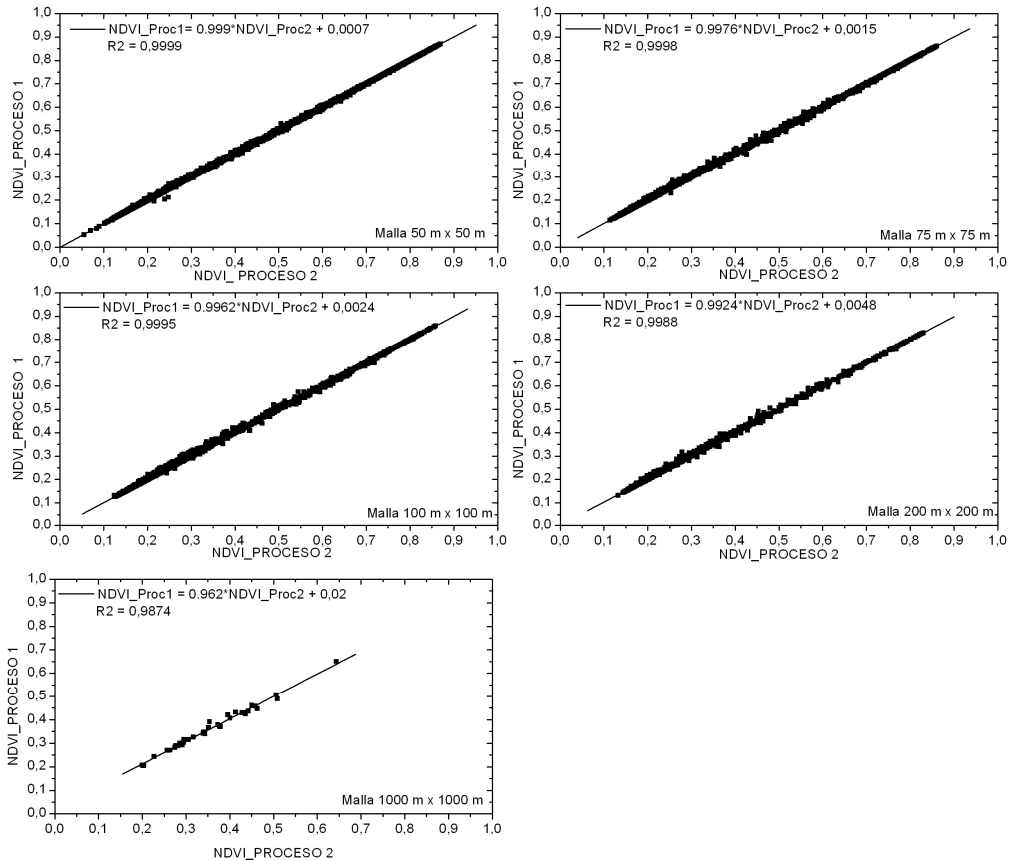 NDVI_Proc1= 0.999*NDVI_Proc2 + 0,0007
R2 = 0,9999
1,0
0,9
0,8
0,7
0,6
0,5
0,4
0,3
0,2
0,1
0,0
NDVI_PROCESO 1
Malla 50 m x 50 m
0,0 0,1 0,2 0,3 0,4 0,5 0,6 0,7 0,8 0,9 1,0
NDVI_ PROCESO 2
NDVI_Proc1 = 0.9976*NDVI_Proc2 + 0,0015
R2 = 0,9998
1,0
0,9
0,8
0,7
0,6
0,5
0,4
0,3
0,2
0,1
0,0
NDVI_PROCESO 1
Malla 75 m x 75 m
0,0 0,1 0,2 0,3 0,4 0,5 0,6 0,7 0,8 0,9 1,0
NDVI_PROCESO 2
NDVI_Proc1 = 0.9962*NDVI_Proc2 + 0,0024
R2 = 0,9995
1,0
0,9
0,8
0,7
0,6
0,5
0,4
0,3
0,2
0,1
0,0
NDVI_PROCESO 1
Malla 100 m x 100 m
0,0 0,1 0,2 0,3 0,4 0,5 0,6 0,7 0,8 0,9 1,0
NDVI_PROCESO 2
NDVI_Proc1 = 0.9924*NDVI_Proc2 + 0,0048
R2 = 0,9988
1,0
0,9
0,8
0,7
0,6
0,5
0,4
0,3
0,2
0,1
0,0
NDVI_PROCESO 1
Malla 200 m x 200 m
0,0 0,1 0,2 0,3 0,4 0,5 0,6 0,7 0,8 0,9 1,0
NDVI_PROCESO 2
NDVI_Proc1 = 0.962*NDVI_Proc2 + 0,02
R2 = 0,9874
1,0
0,9
0,8
0,7
0,6
0,5
0,4
0,3
0,2
0,1
0,0
NDVI_PROCESO 1
Malla 1000 m x 1000 m
0,0 0,1 0,2 0,3 0,4 0,5 0,6 0,7 0,8 0,9 1,0
NDVI_PROCESO 2